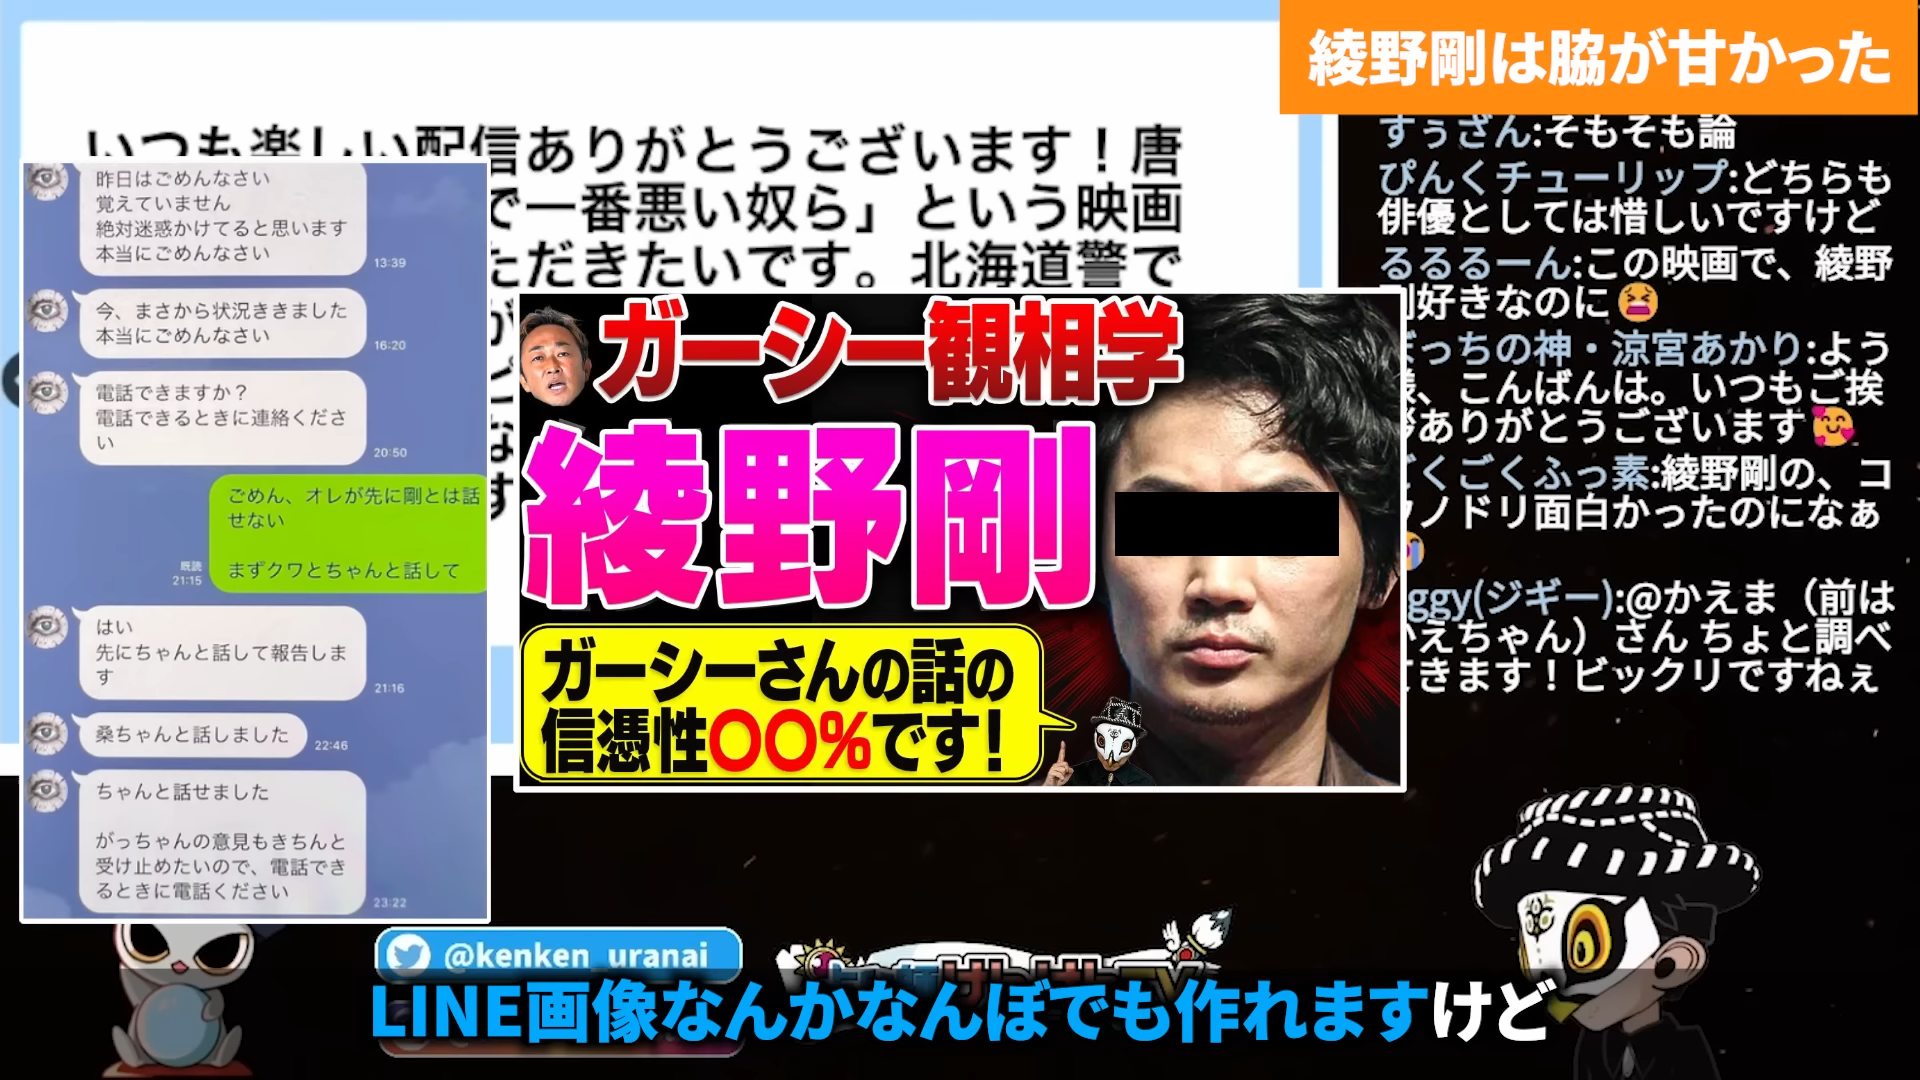 綾野剛は脇が甘かった
いつも楽しい配信ありがとうございます！唐
で一番悪い奴ら」という映画
ただきたいです。北海道警で
が
な
す
昨日はごめんなさい
覚えていません
絶対迷惑かけてると思います
本当にごめんなさい
13:39
今、まさから状況ききました
本当にごめんなさい
16:20
電話できますか？
電話できるときに連絡くださ
い
20:50
ごめん、オレが先に剛とは話
せない
まずクワとちゃんと話して
既読
21:15
はい
先にちゃんと話して報告しま
す
21:16
桑ちゃんと話しました
22:46
ちゃんと話せました
がっちゃんの意見もきちんと
受け止めたいので、電話でき
るときに電話ください
23:22
ガーシー観相学
綾野剛
ガーシーさんの話の
信憑性〇〇%です！
すぅざん:そもそも論
ぴんくチューリップ:どちらも
俳優としては惜しいですけど
るるるーん:この映画で、綾野
剛好きなのに😫
ぼっちの神・涼宮あかり:よう
様、こんばんは。いつもご挨
拶ありがとうございます🥰
ごくごくふっ素:綾野剛の、コ
ウノドリ面白かったのになぁ
😭
iggy(ジギー):@かえま（前は
かえちゃん）さん ちょと調べ
てきます！ビックリですねぇ
@kenken_uranai
LINE画像なんかなんぼでも作れますけど